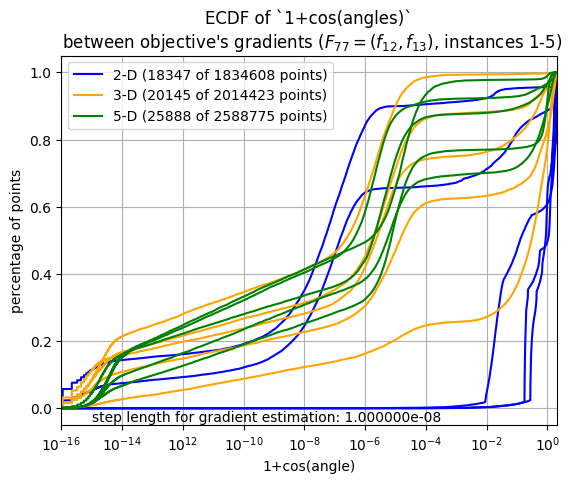 ECDF of `1+cos(angles)`
between objective's gradients (F₇₇ = (f₁₂, f₁₃), instances 1-5)
2-D (18347 of 1834608 points)
3-D (20145 of 2014423 points)
5-D (25888 of 2588775 points)
percentage of points
1.0
0.8
0.6
0.4
0.2
0.0
step length for gradient estimation: 1.000000e-08
10⁻¹⁶ 10⁻¹⁴ 10⁻¹² 10⁻¹⁰ 10⁻⁸ 10⁻⁶ 10⁻⁴ 10⁻² 10⁰
1+cos(angle)